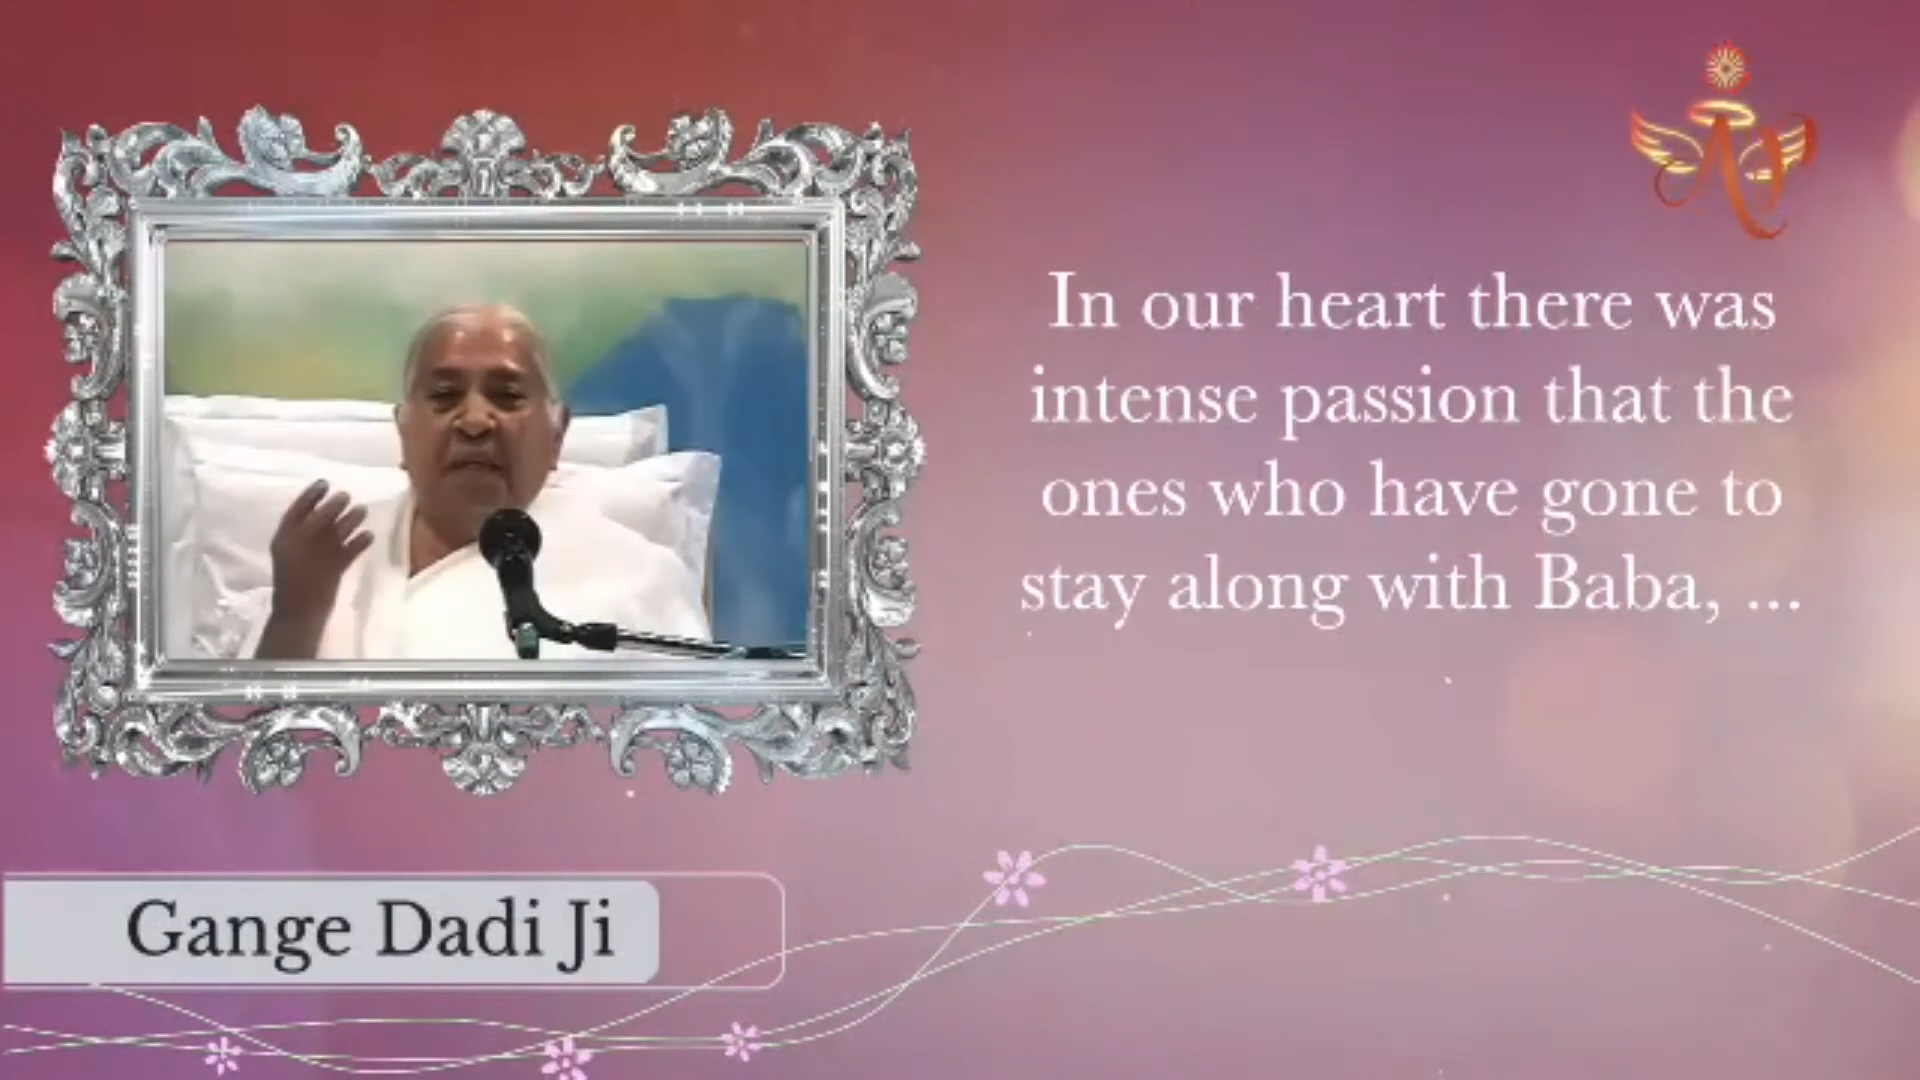 In our heart there was
intense passion that the
ones who have gone to
stay along with Baba, ...
Gange Dadi Ji